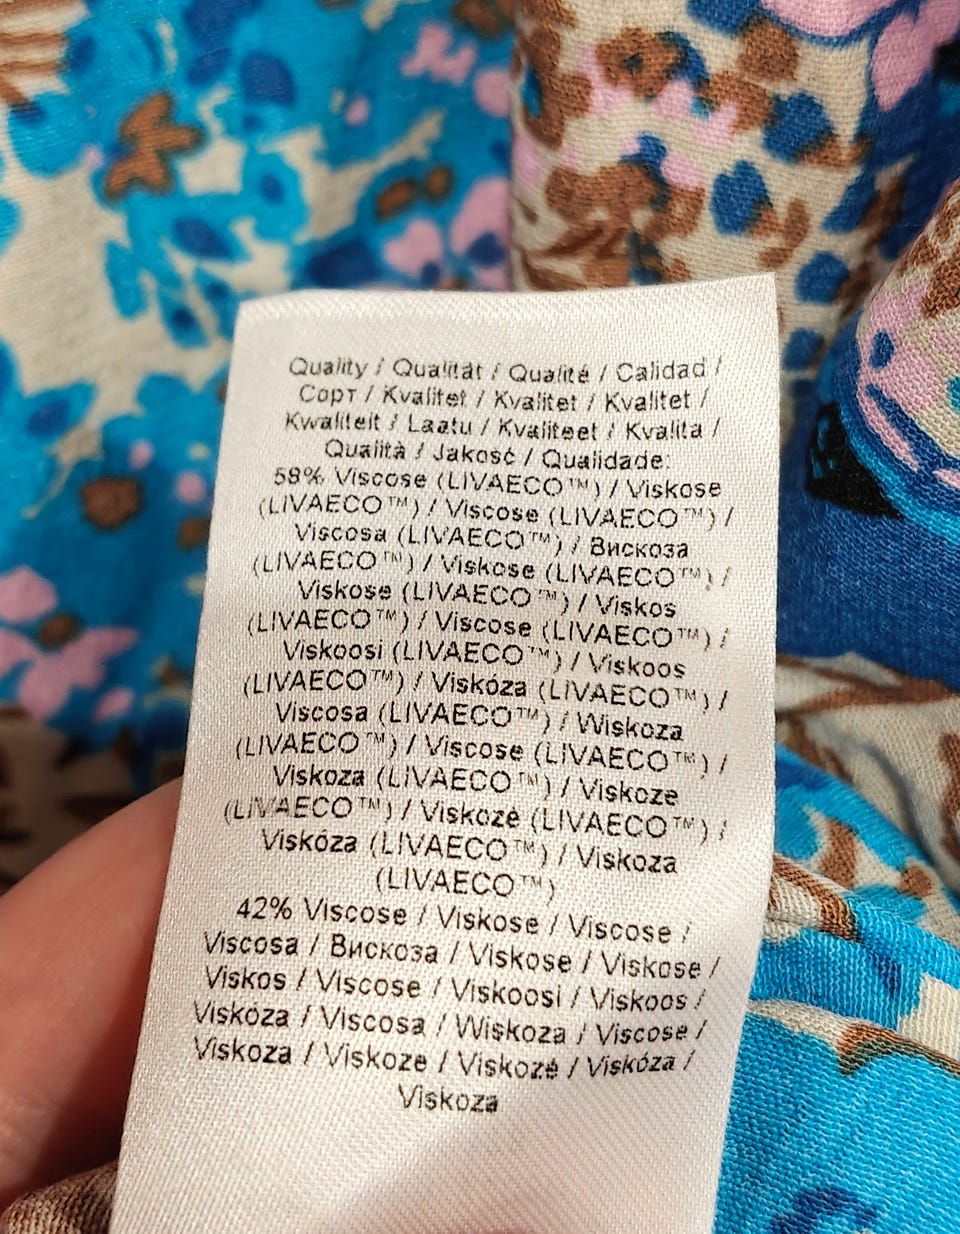 Quality / Qualität / Qualité / Calidad /
Сорт / Kvalitet / Kvalitet / Kvalitet /
Kwaliteit / Laatu / Kvaliteet / Kvalita /
Qualità / Jakość / Qualidade:
58% Viscose (LIVAECO™) / Viskose
(LIVAECO™) / Viscose (LIVAECO™) /
Viscosa (LIVAECO™) / Вискоза
(LIVAECO™) / Viskose (LIVAECO™) /
Viskose (LIVAECO™) / Viskos
(LIVAECO™) / Viscose (LIVAECO™) /
Viskoosi (LIVAECO™) / Viskoos
(LIVAECO™) / Viskóza (LIVAECO™) /
Viscosa (LIVAECO™) / Wiskoza
(LIVAECO™) / Viscose (LIVAECO™) /
Viskoza (LIVAECO™) / Viskoze
(LIVAECO™) / Viskozė (LIVAECO™) /
Viskóza (LIVAECO™) / Viskoza
(LIVAECO™)
42% Viscose / Viskose / Viscose /
Viscosa / Вискоза / Viskose / Viskose /
Viskos / Viscose / Viskoosi / Viskoos /
Viskóza / Viscosa / Wiskoza / Viscose /
Viskoza / Viskoze / Viskozė / Viskóza /
Viskoza